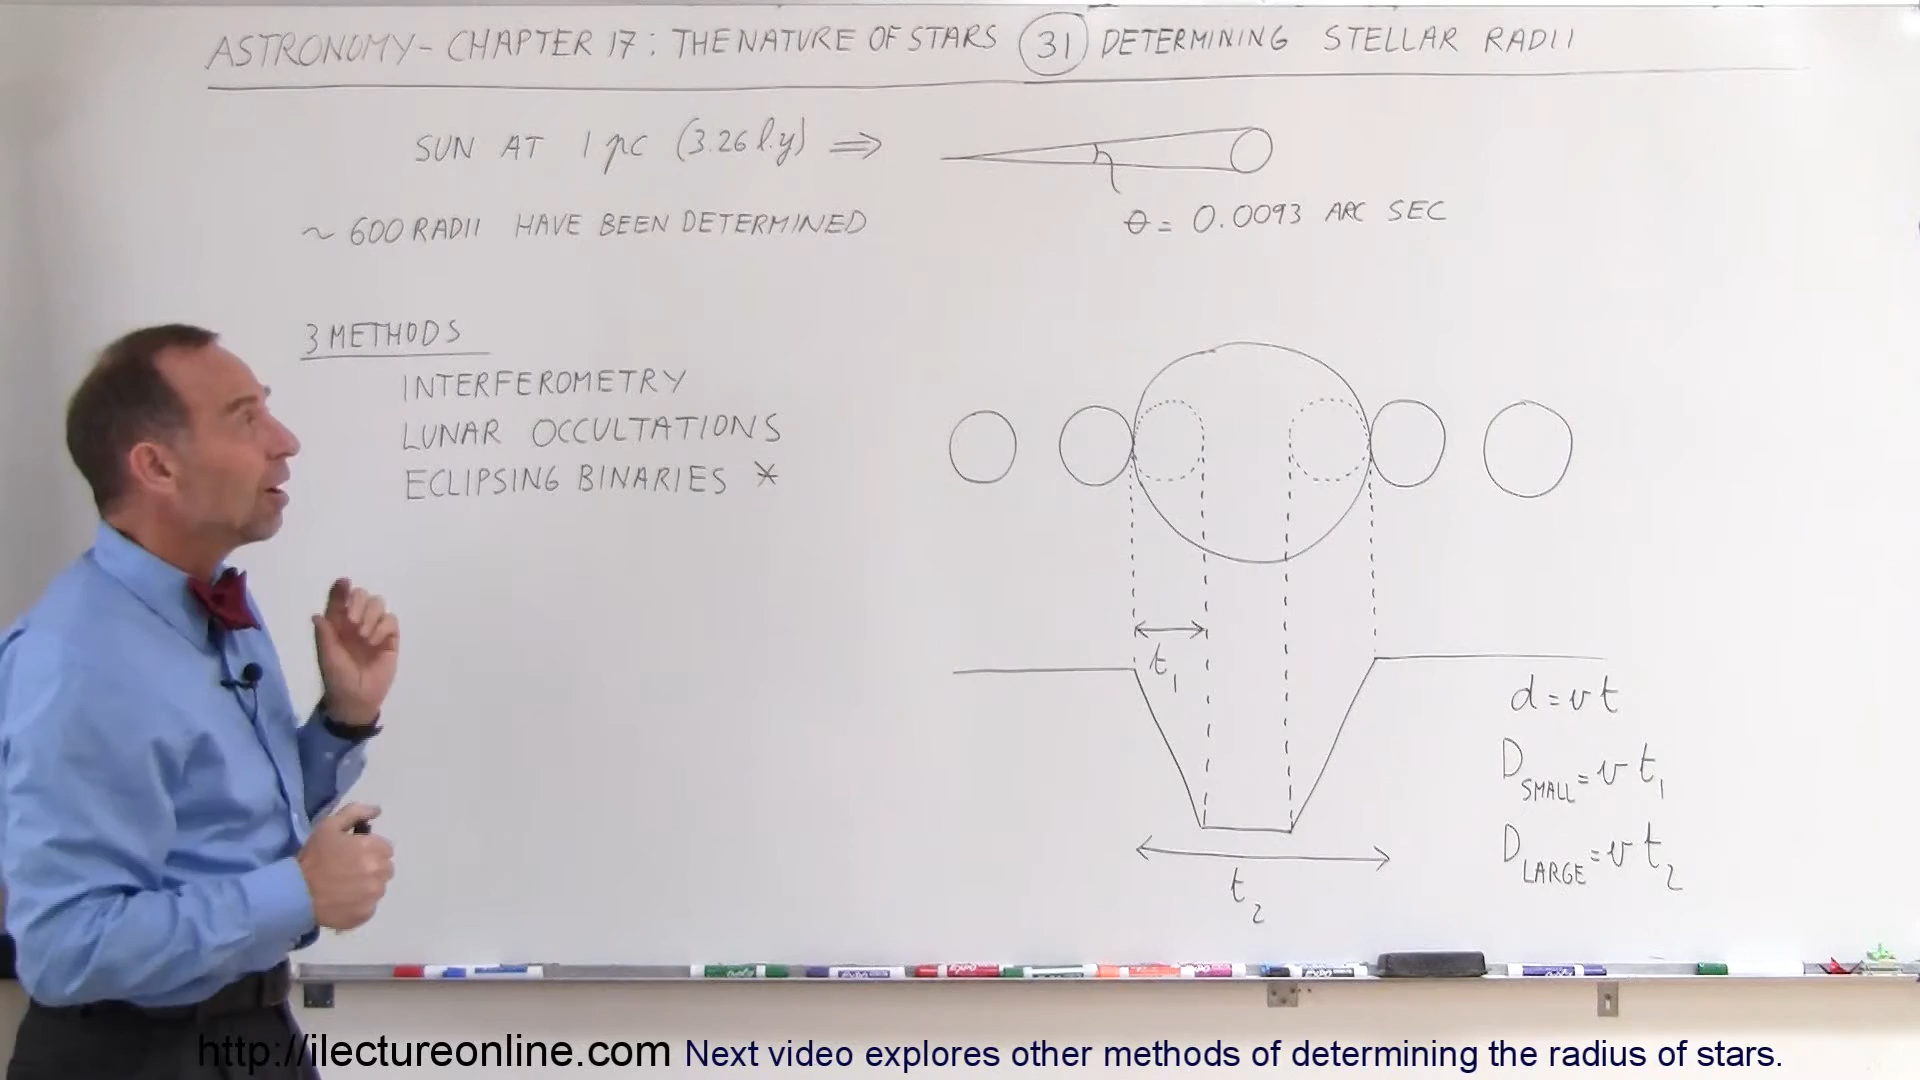 ASTRONOMY - CHAPTER 17: THE NATURE OF STARS 31 DETERMINING STELLAR RADII
SUN AT 1 pc (3.26 l.y) ⇒
θ = 0.0093 ARC SEC
~ 600 RADII HAVE BEEN DETERMINED
3 METHODS
INTERFEROMETRY
LUNAR OCCULTATIONS
ECLIPSING BINARIES *
t₁
d = v t
D SMALL = v t₁
D LARGE = v t₂
t₂
http://ilectureonline.com Next video explores other methods of determining the radius of stars.